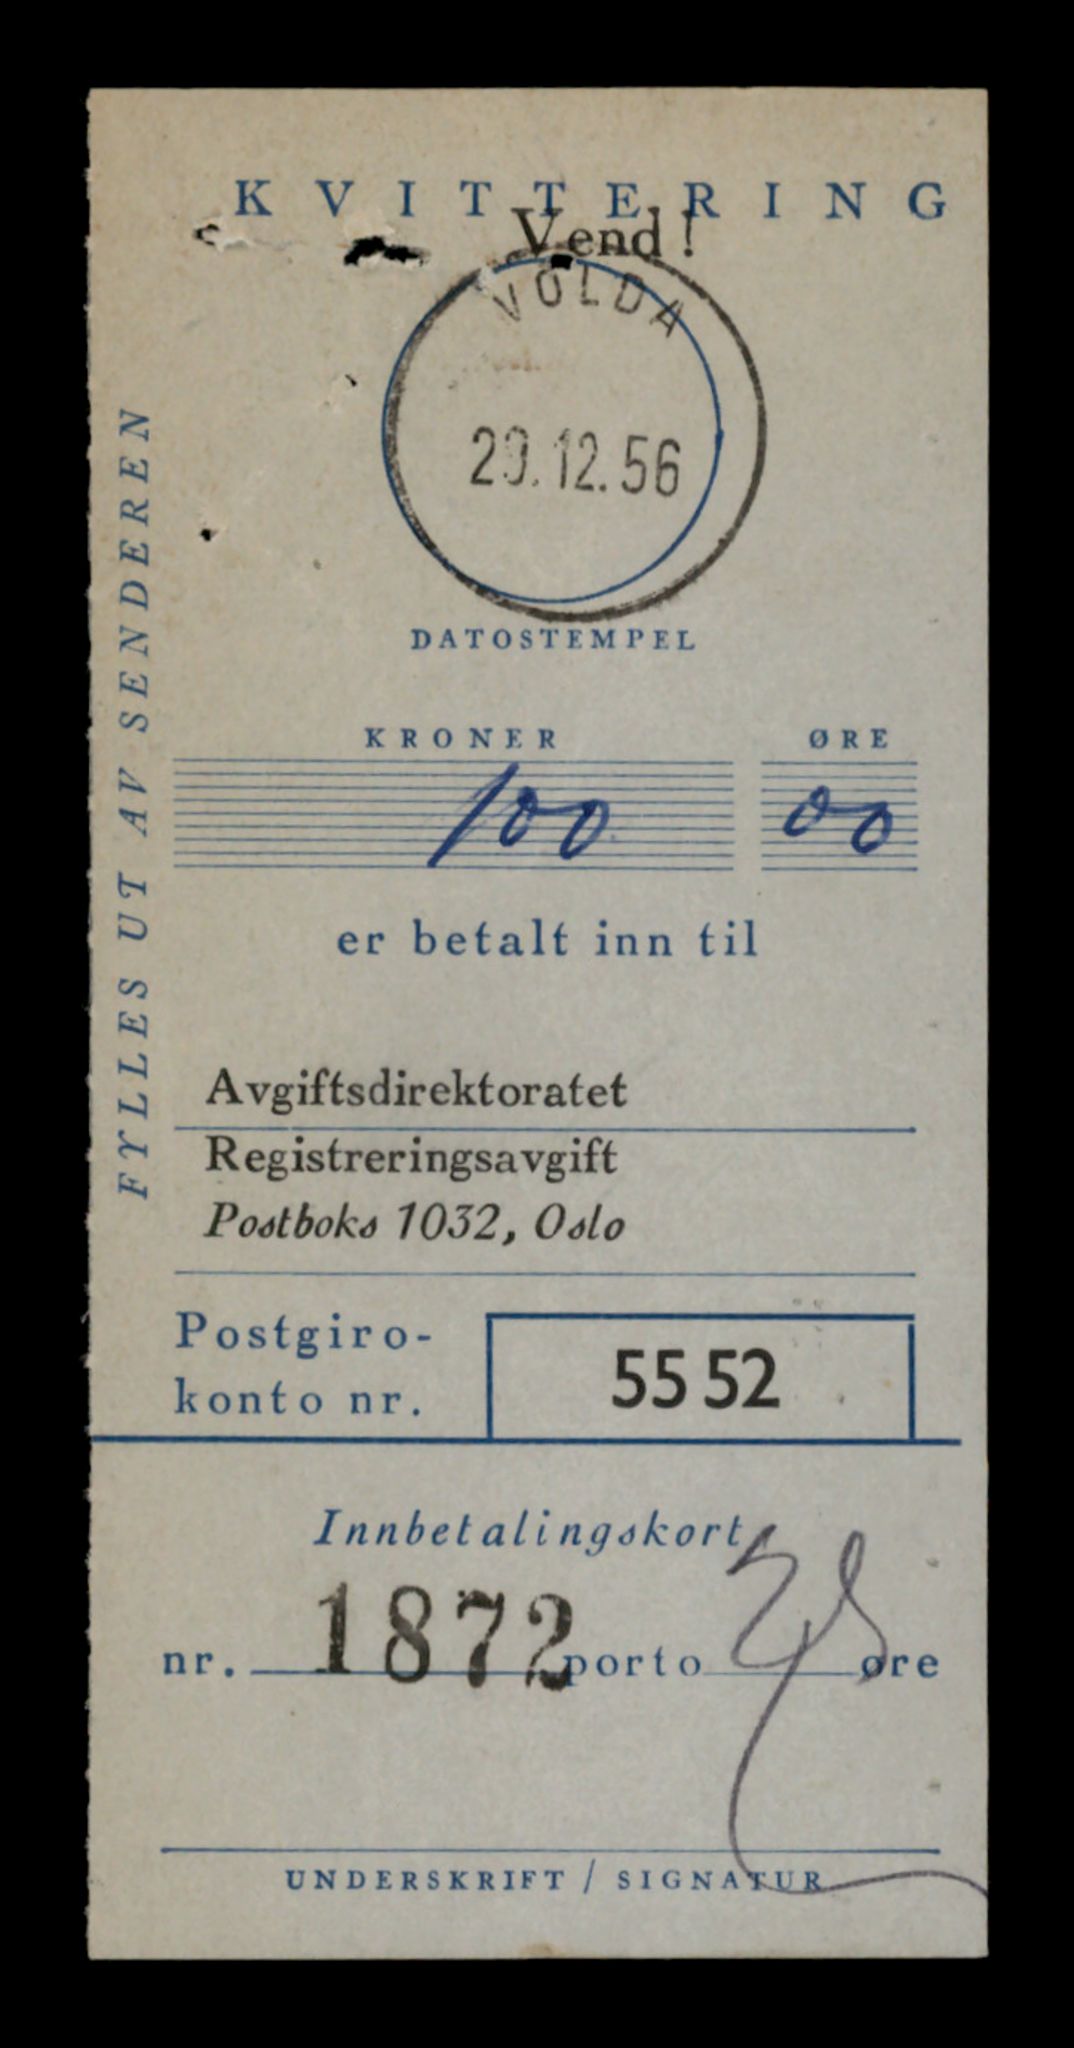 KVITTERING
Vend!
VOLDA
29.12.56
DATOSTEMPEL
KRONER ØRE
100 00
er betalt inn til
Avgiftsdirektoratet
Registreringsavgift
Postboks 1032, Oslo
Postgiro-
konto nr.
5552
Innbetalingskort
nr. 1872 porto øre
UNDERSKRIFT / SIGNATUR
FYLLES UT AV SENDEREN